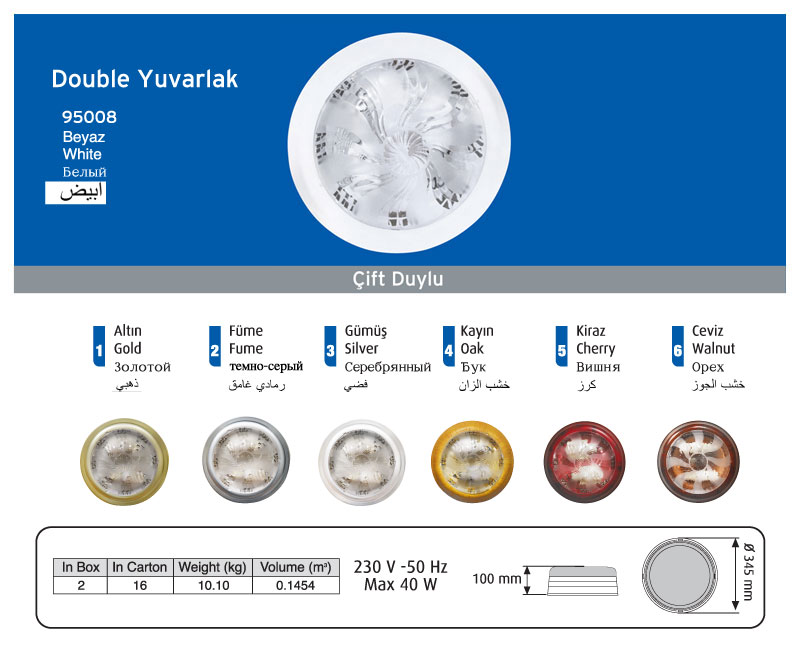 Double Yuvarlak
95008
Beyaz
White
Белый
ابيض
Çift Duylu
1
Altın
Gold
Золотой
ذهبي
2
Füme
Fume
темно-серый
رمادي غامق
3
Gümüş
Silver
Серебрянный
فضي
4
Kayın
Oak
Бук
خشب الزان
5
Kiraz
Cherry
Вишня
كرز
6
Ceviz
Walnut
Орех
خشب الجوز
In Box In Carton Weight (kg) Volume (m³)
2 16 10.10 0.1454
230 V -50 Hz
Max 40 W
100 mm
Ø 345 mm